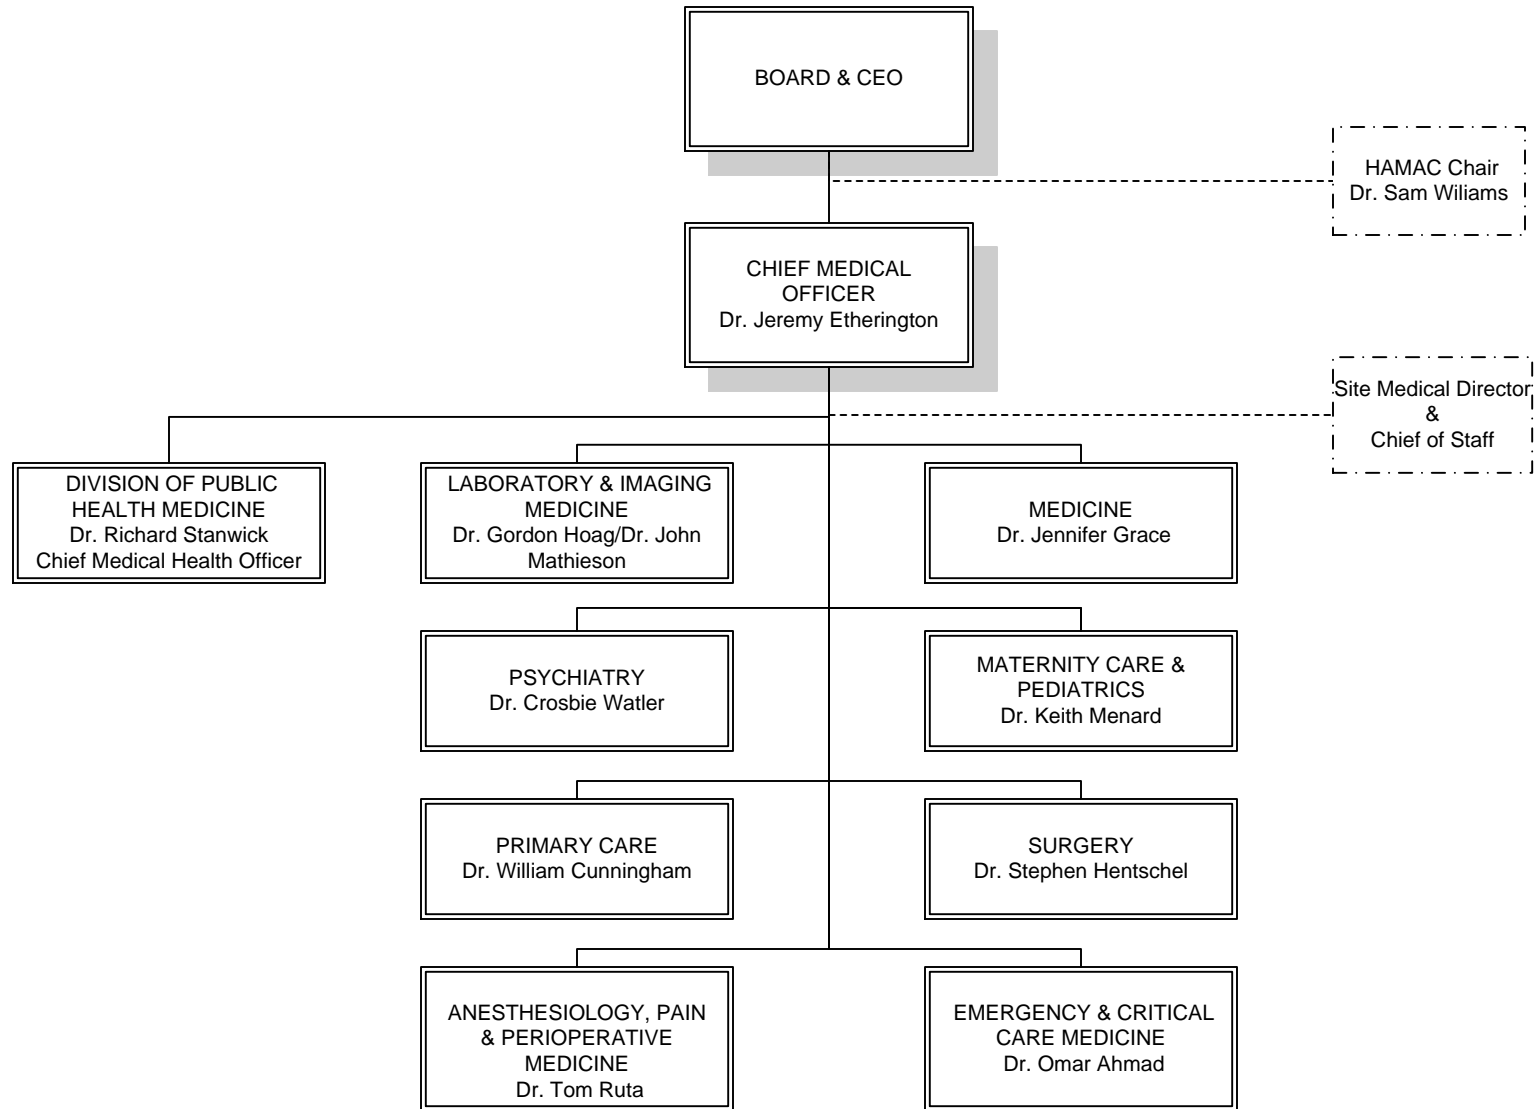 BOARD & CEO
HAMAC Chair
Dr. Sam Wiliams
CHIEF MEDICAL
OFFICER
Dr. Jeremy Etherington
Site Medical Director
&
Chief of Staff
DIVISION OF PUBLIC
HEALTH MEDICINE
Dr. Richard Stanwick
Chief Medical Health Officer
LABORATORY & IMAGING
MEDICINE
Dr. Gordon Hoag/Dr. John
Mathieson
MEDICINE
Dr. Jennifer Grace
PSYCHIATRY
Dr. Crosbie Watler
MATERNITY CARE &
PEDIATRICS
Dr. Keith Menard
PRIMARY CARE
Dr. William Cunningham
SURGERY
Dr. Stephen Hentschel
ANESTHESIOLOGY, PAIN
& PERIOPERATIVE
MEDICINE
Dr. Tom Ruta
EMERGENCY & CRITICAL
CARE MEDICINE
Dr. Omar Ahmad